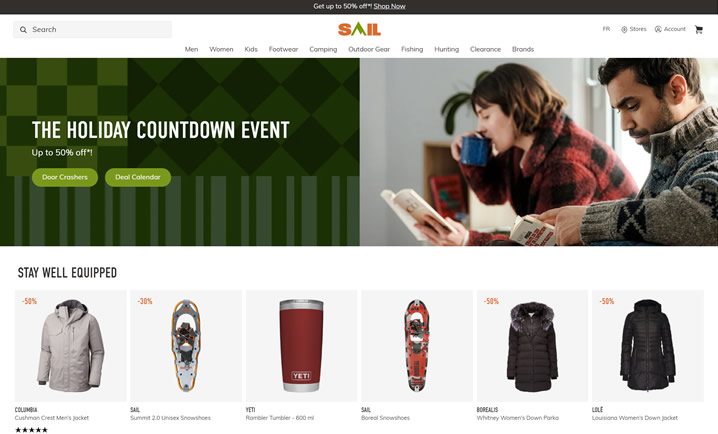 Get up to 50% off*! Shop Now
Search
SAIL
FR
Stores
Account
Men Women Kids Footwear Camping Outdoor Gear Fishing Hunting Clearance Brands
THE HOLIDAY COUNTDOWN EVENT
Up to 50% off*!
Door Crashers
Deal Calendar
STAY WELL EQUIPPED
-50%
COLUMBIA
Cushman Crest Men's Jacket
-30%
SAIL
Summit 2.0 Unisex Snowshoes
YETI
YETI
Rambler Tumbler - 600 ml
SAIL
Boreal Snowshoes
-50%
BOREALIS
Whitney Women's Down Parka
-50%
LOLË
Louisiana Women's Down Jacket